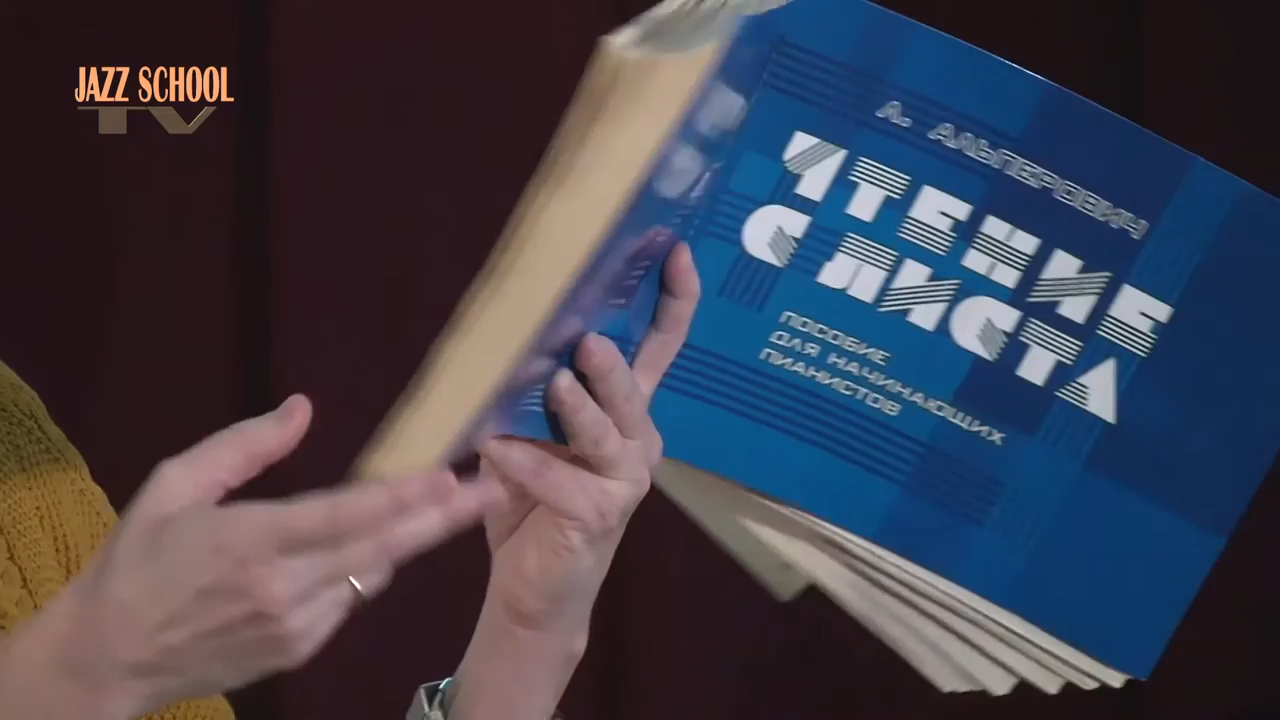 JAZZ SCHOOL
TV
А. АЛЬПЕРОВИЧ
ЧТЕНИЕ
С ЛИСТА
ПОСОБИЕ
ДЛЯ НАЧИНАЮЩИХ
ПИАНИСТОВ